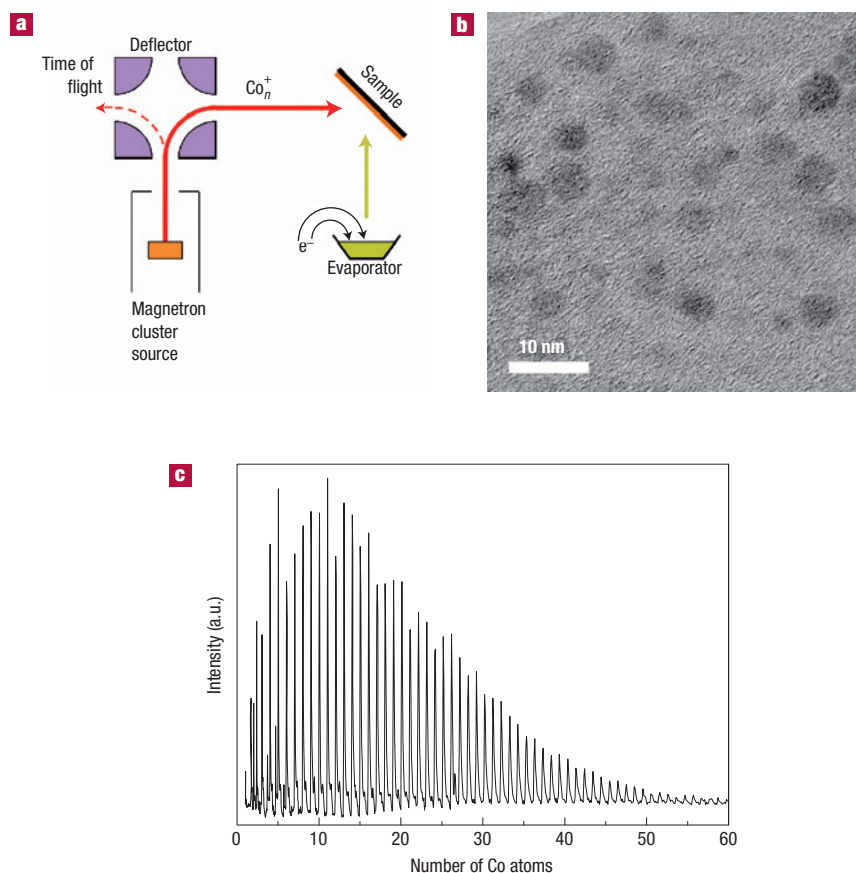 a
Deflector
Time of
flight
Co_n^+
Sample
e–
Evaporator
Magnetron
cluster
source
b
10 nm
c
Intensity (a.u.)
0 10 20 30 40 50 60
Number of Co atoms